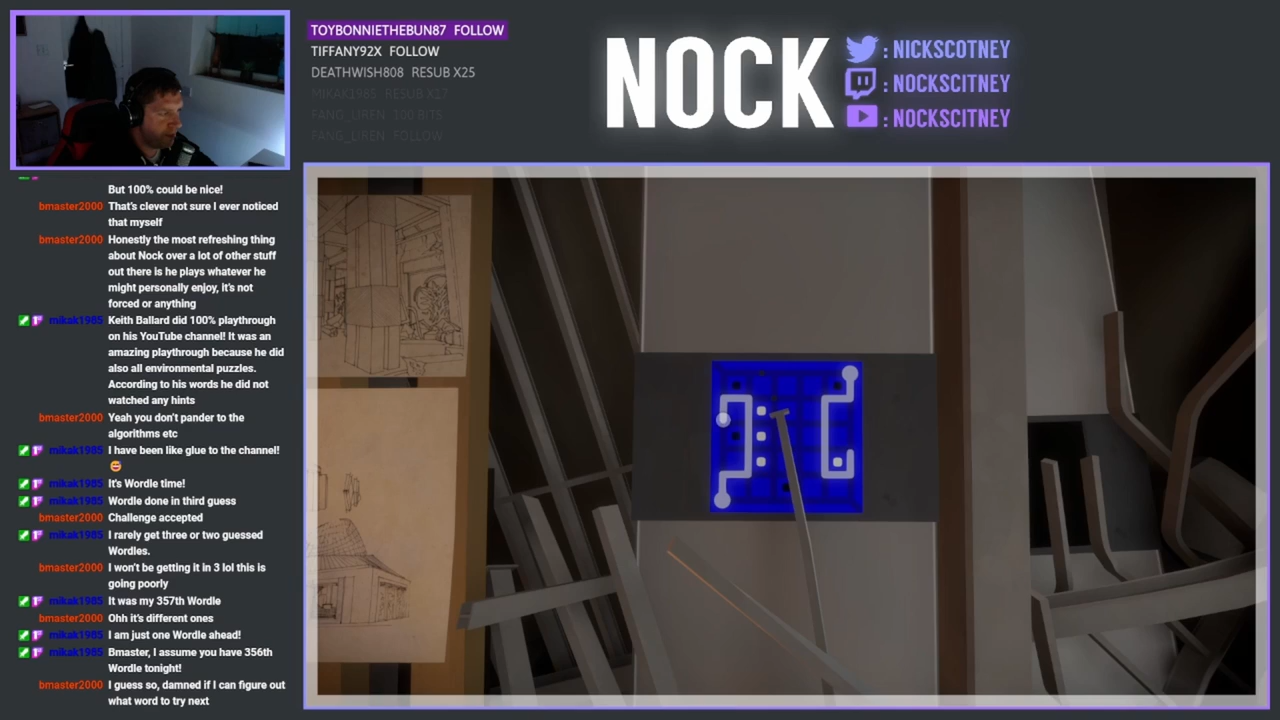 TOYBONNIETHEBUN87 FOLLOW
TIFFANY92X FOLLOW
DEATHWISH808 RESUB X25
MIKAK1985 RESUB X17
FANG_LIREN 100 BITS
FANG_LIREN FOLLOW
NOCK
: NICKSCOTNEY
: NOCKSCITNEY
: NOCKSCITNEY
But 100% could be nice!
bmaster2000 That's clever not sure I ever noticed
that myself
bmaster2000 Honestly the most refreshing thing
about Nock over a lot of other stuff
out there is he plays whatever he
might personally enjoy, it's not
forced or anything
mikak1985 Keith Ballard did 100% playthrough
on his YouTube channel! It was an
amazing playthrough because he did
also all environmental puzzles.
According to his words he did not
watched any hints
bmaster2000 Yeah you don't pander to the
algorithms etc
mikak1985 I have been like glue to the channel!
mikak1985 It's Wordle time!
mikak1985 Wordle done in third guess
bmaster2000 Challenge accepted
mikak1985 I rarely get three or two guessed
Wordles.
bmaster2000 I won't be getting it in 3 lol this is
going poorly
mikak1985 It was my 357th Wordle
bmaster2000 Ohh it's different ones
mikak1985 I am just one Wordle ahead!
mikak1985 Bmaster, I assume you have 356th
Wordle tonight!
bmaster2000 I guess so, damned if I can figure out
what word to try next